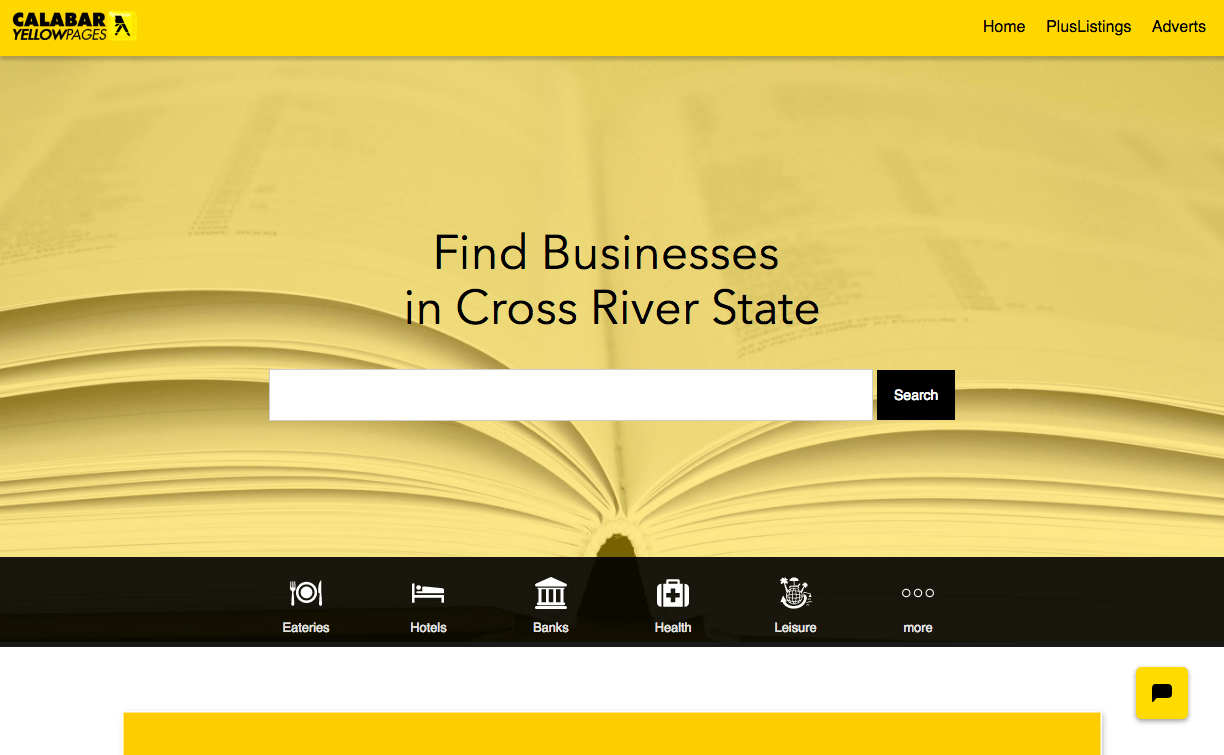 CALABAR
YELLOWPAGES
Home
PlusListings
Adverts
Find Businesses
in Cross River State
Search
Eateries
Hotels
Banks
Health
Leisure
more